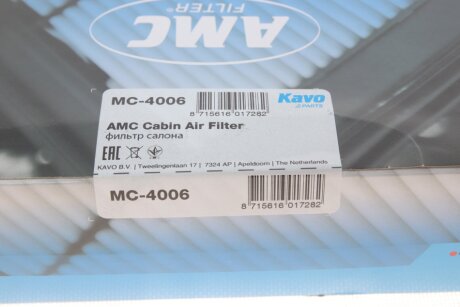 AMC
FILTER®
MC-4006
Kavo
PARTS
8 715616 017282
AMC Cabin Air Filter
фильтр салона
EAC
KAVO B.V. | Tweelingenlaan 17 | 7324 AP | Apeldoorn | The Netherlands
MC-4006
8 715616 017282